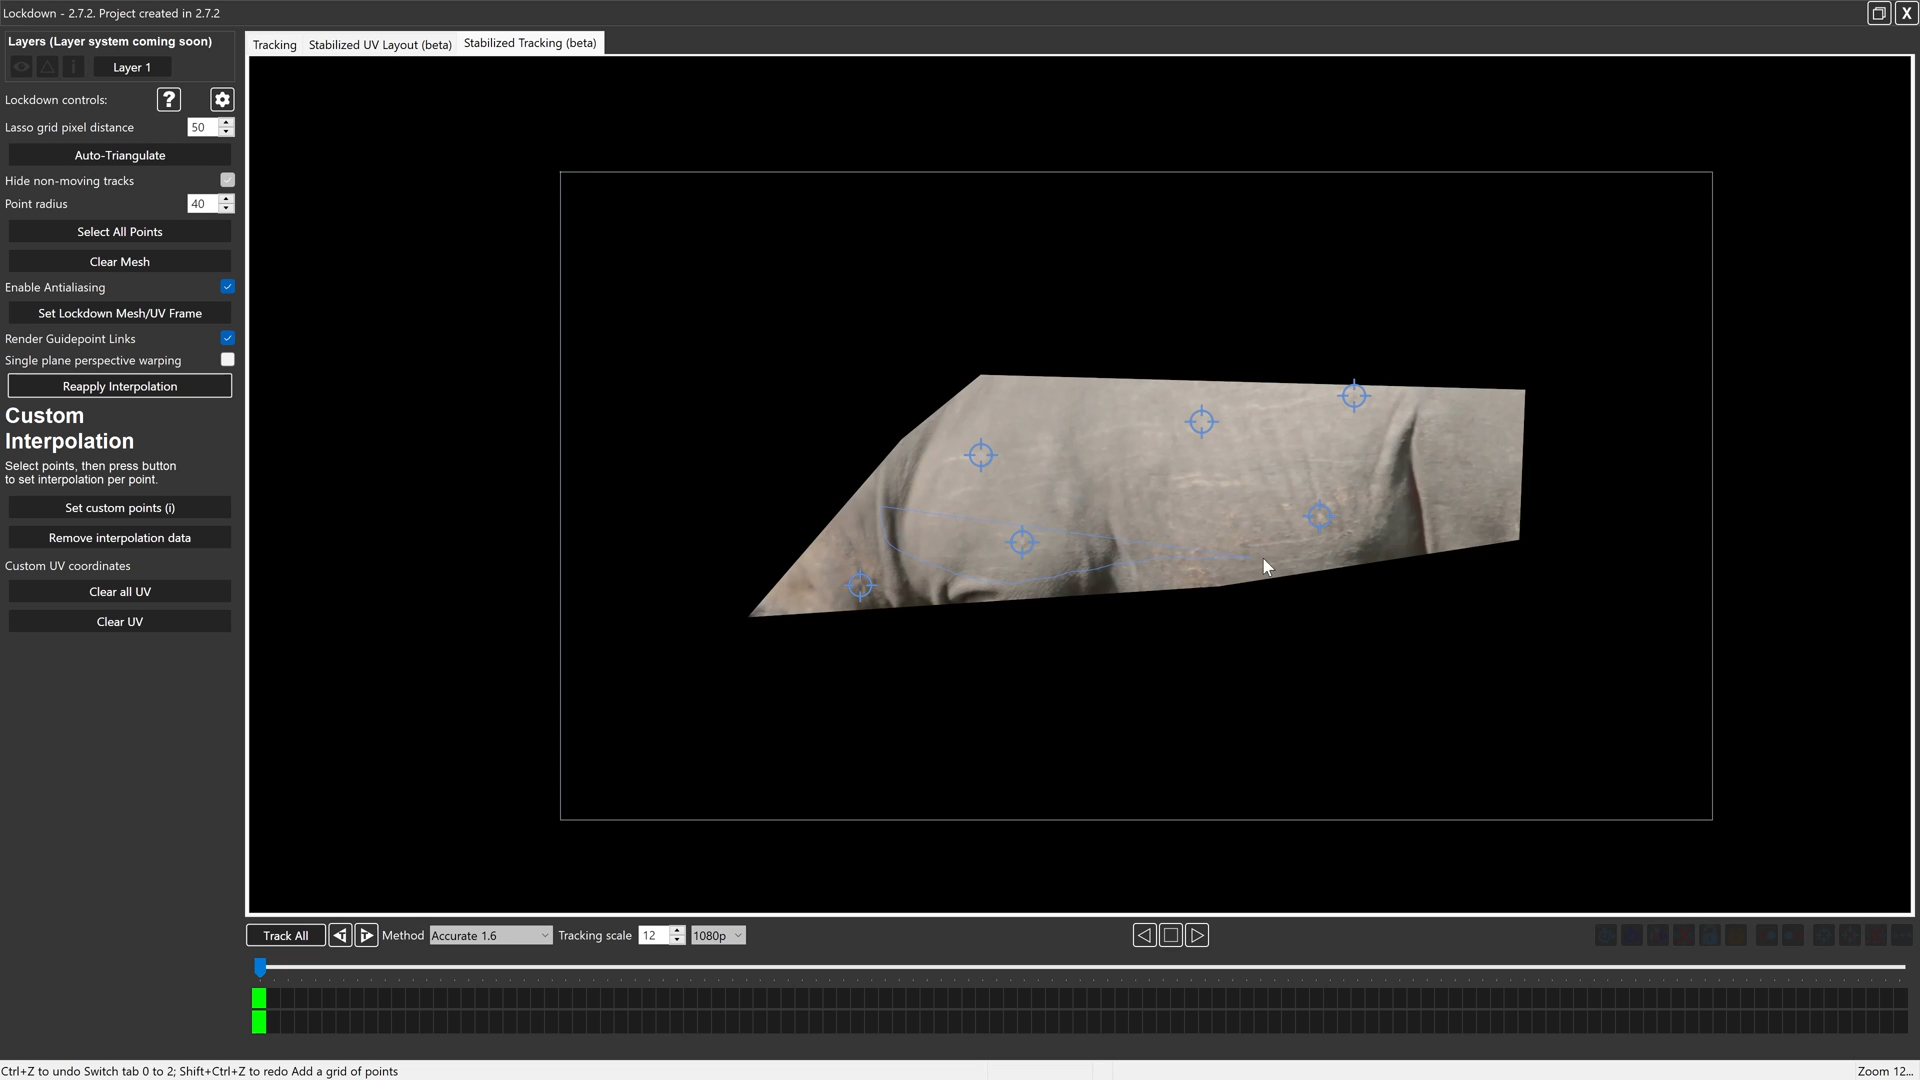 Lockdown - 2.7.2. Project created in 2.7.2
X
Layers (Layer system coming soon)
Layer 1
Tracking
Stabilized UV Layout (beta)
Stabilized Tracking (beta)
Lockdown controls:
?
Lasso grid pixel distance
50
Auto-Triangulate
Hide non-moving tracks
Point radius
40
Select All Points
Clear Mesh
Enable Antialiasing
Set Lockdown Mesh/UV Frame
Render Guidepoint Links
Single plane perspective warping
Reapply Interpolation
Custom
Interpolation
Select points, then press button
to set interpolation per point.
Set custom points (i)
Remove interpolation data
Custom UV coordinates
Clear all UV
Clear UV
Track All
Method
Accurate 1.6
Tracking scale
12
1080p
Ctrl+Z to undo Switch tab 0 to 2; Shift+Ctrl+Z to redo Add a grid of points
Zoom 12...